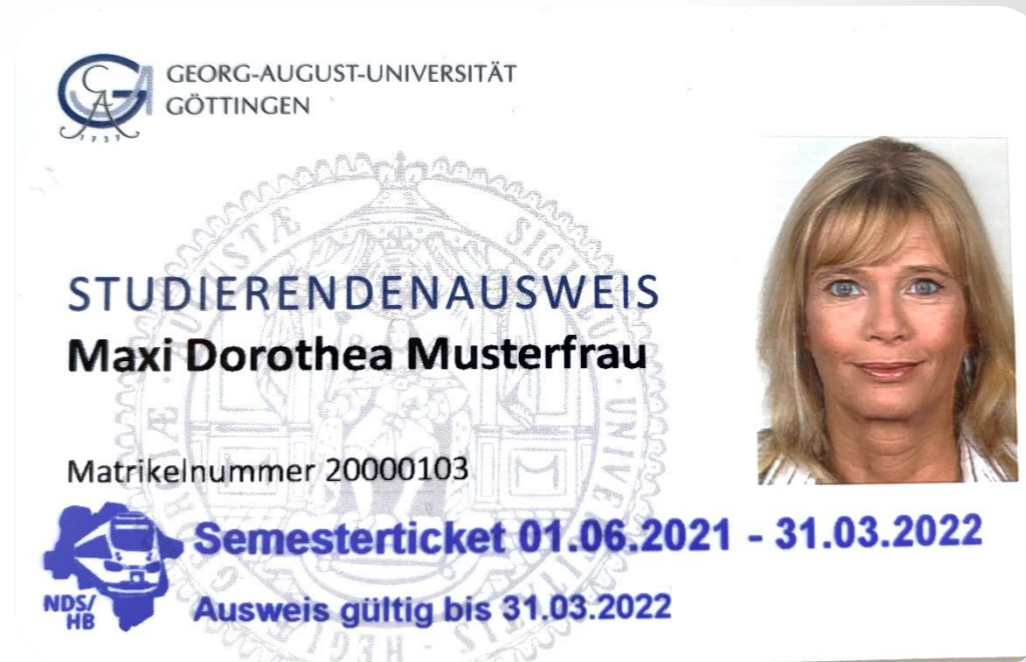 GEORG-AUGUST-UNIVERSITÄT
GÖTTINGEN
STUDIERENDENAUSWEIS
Maxi Dorothea Musterfrau
Matrikelnummer 20000103
Semesterticket 01.06.2021 - 31.03.2022
NDS/
HB
Ausweis gültig bis 31.03.2022